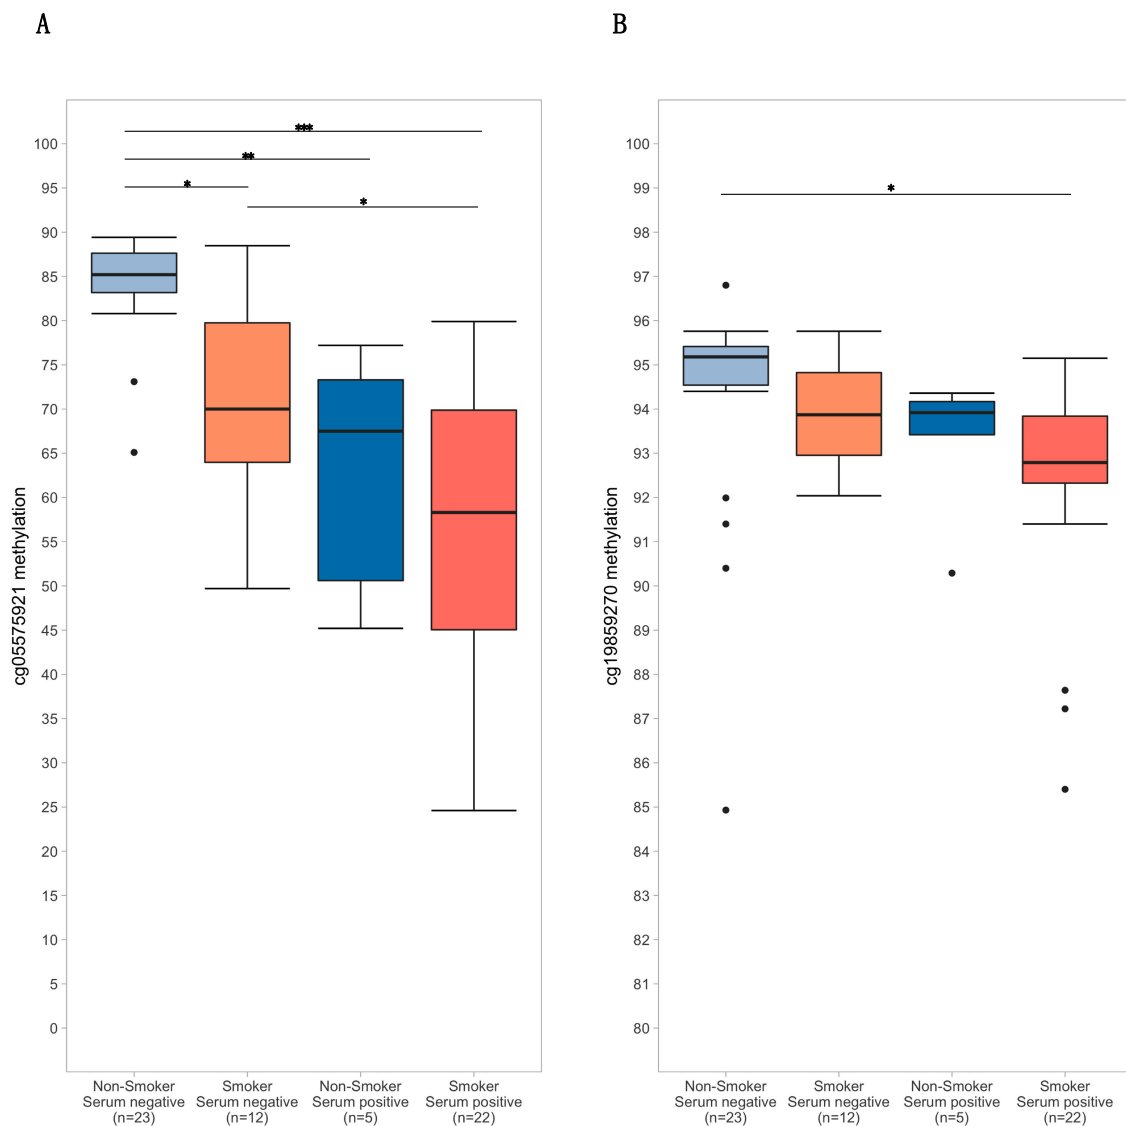 A
***
**
*
*
100
95
90
85
80
75
70
65
60
55
50
45
40
35
30
25
20
15
10
5
0
cg05575921 methylation
Non-Smoker
Serum negative
(n=23)
Smoker
Serum negative
(n=12)
Non-Smoker
Serum positive
(n=5)
Smoker
Serum positive
(n=22)
B
*
100
99
98
97
96
95
94
93
92
91
90
89
88
87
86
85
84
83
82
81
80
cg19859270 methylation
Non-Smoker
Serum negative
(n=23)
Smoker
Serum negative
(n=12)
Non-Smoker
Serum positive
(n=5)
Smoker
Serum positive
(n=22)